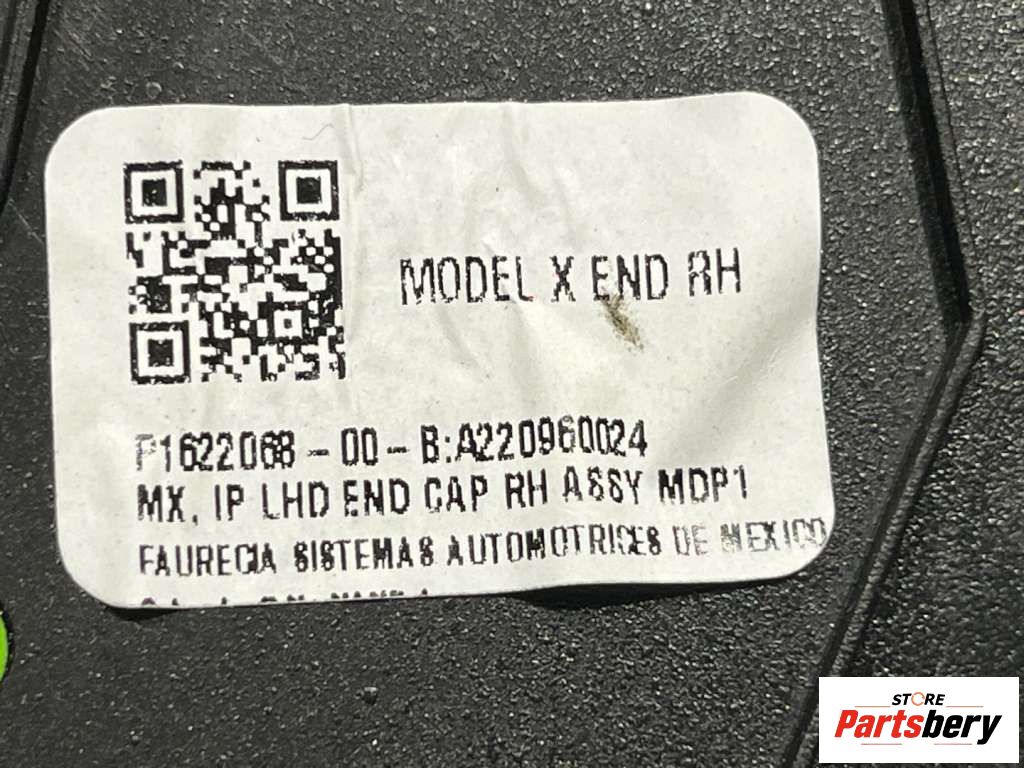 MODEL X END RH
P1622068-00-B:A220960024
MX, IP LHD END CAP RH ASSY MDP1
FAURECIA SISTEMAS AUTOMOTRICES DE MEXICO
STORE
Partsbery